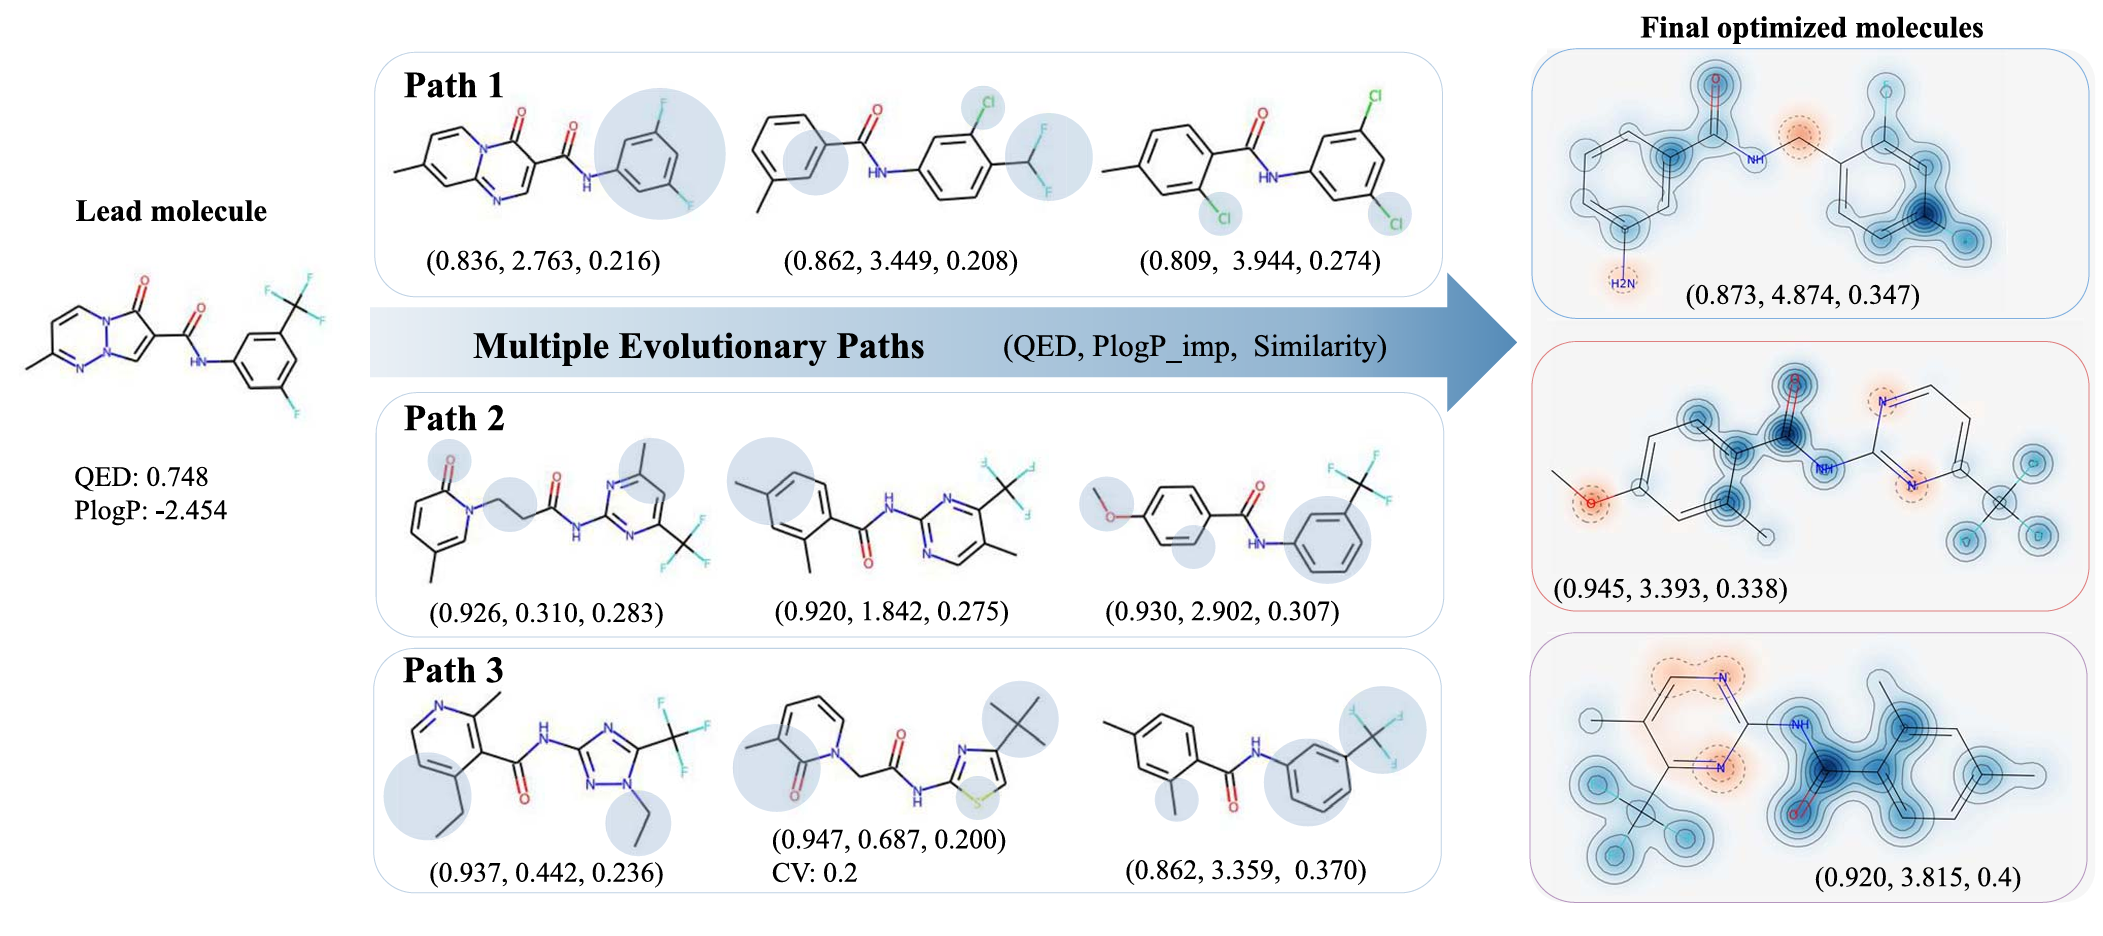 Final optimized molecules
Path 1
(0.836, 2.763, 0.216)
(0.862, 3.449, 0.208)
(0.809, 3.944, 0.274)
(0.873, 4.874, 0.347)
Lead molecule
QED: 0.748
PlogP: -2.454
Multiple Evolutionary Paths
(QED, PlogP_imp, Similarity)
Path 2
(0.926, 0.310, 0.283)
(0.920, 1.842, 0.275)
(0.930, 2.902, 0.307)
(0.945, 3.393, 0.338)
Path 3
(0.937, 0.442, 0.236)
(0.947, 0.687, 0.200)
CV: 0.2
(0.862, 3.359, 0.370)
(0.920, 3.815, 0.4)